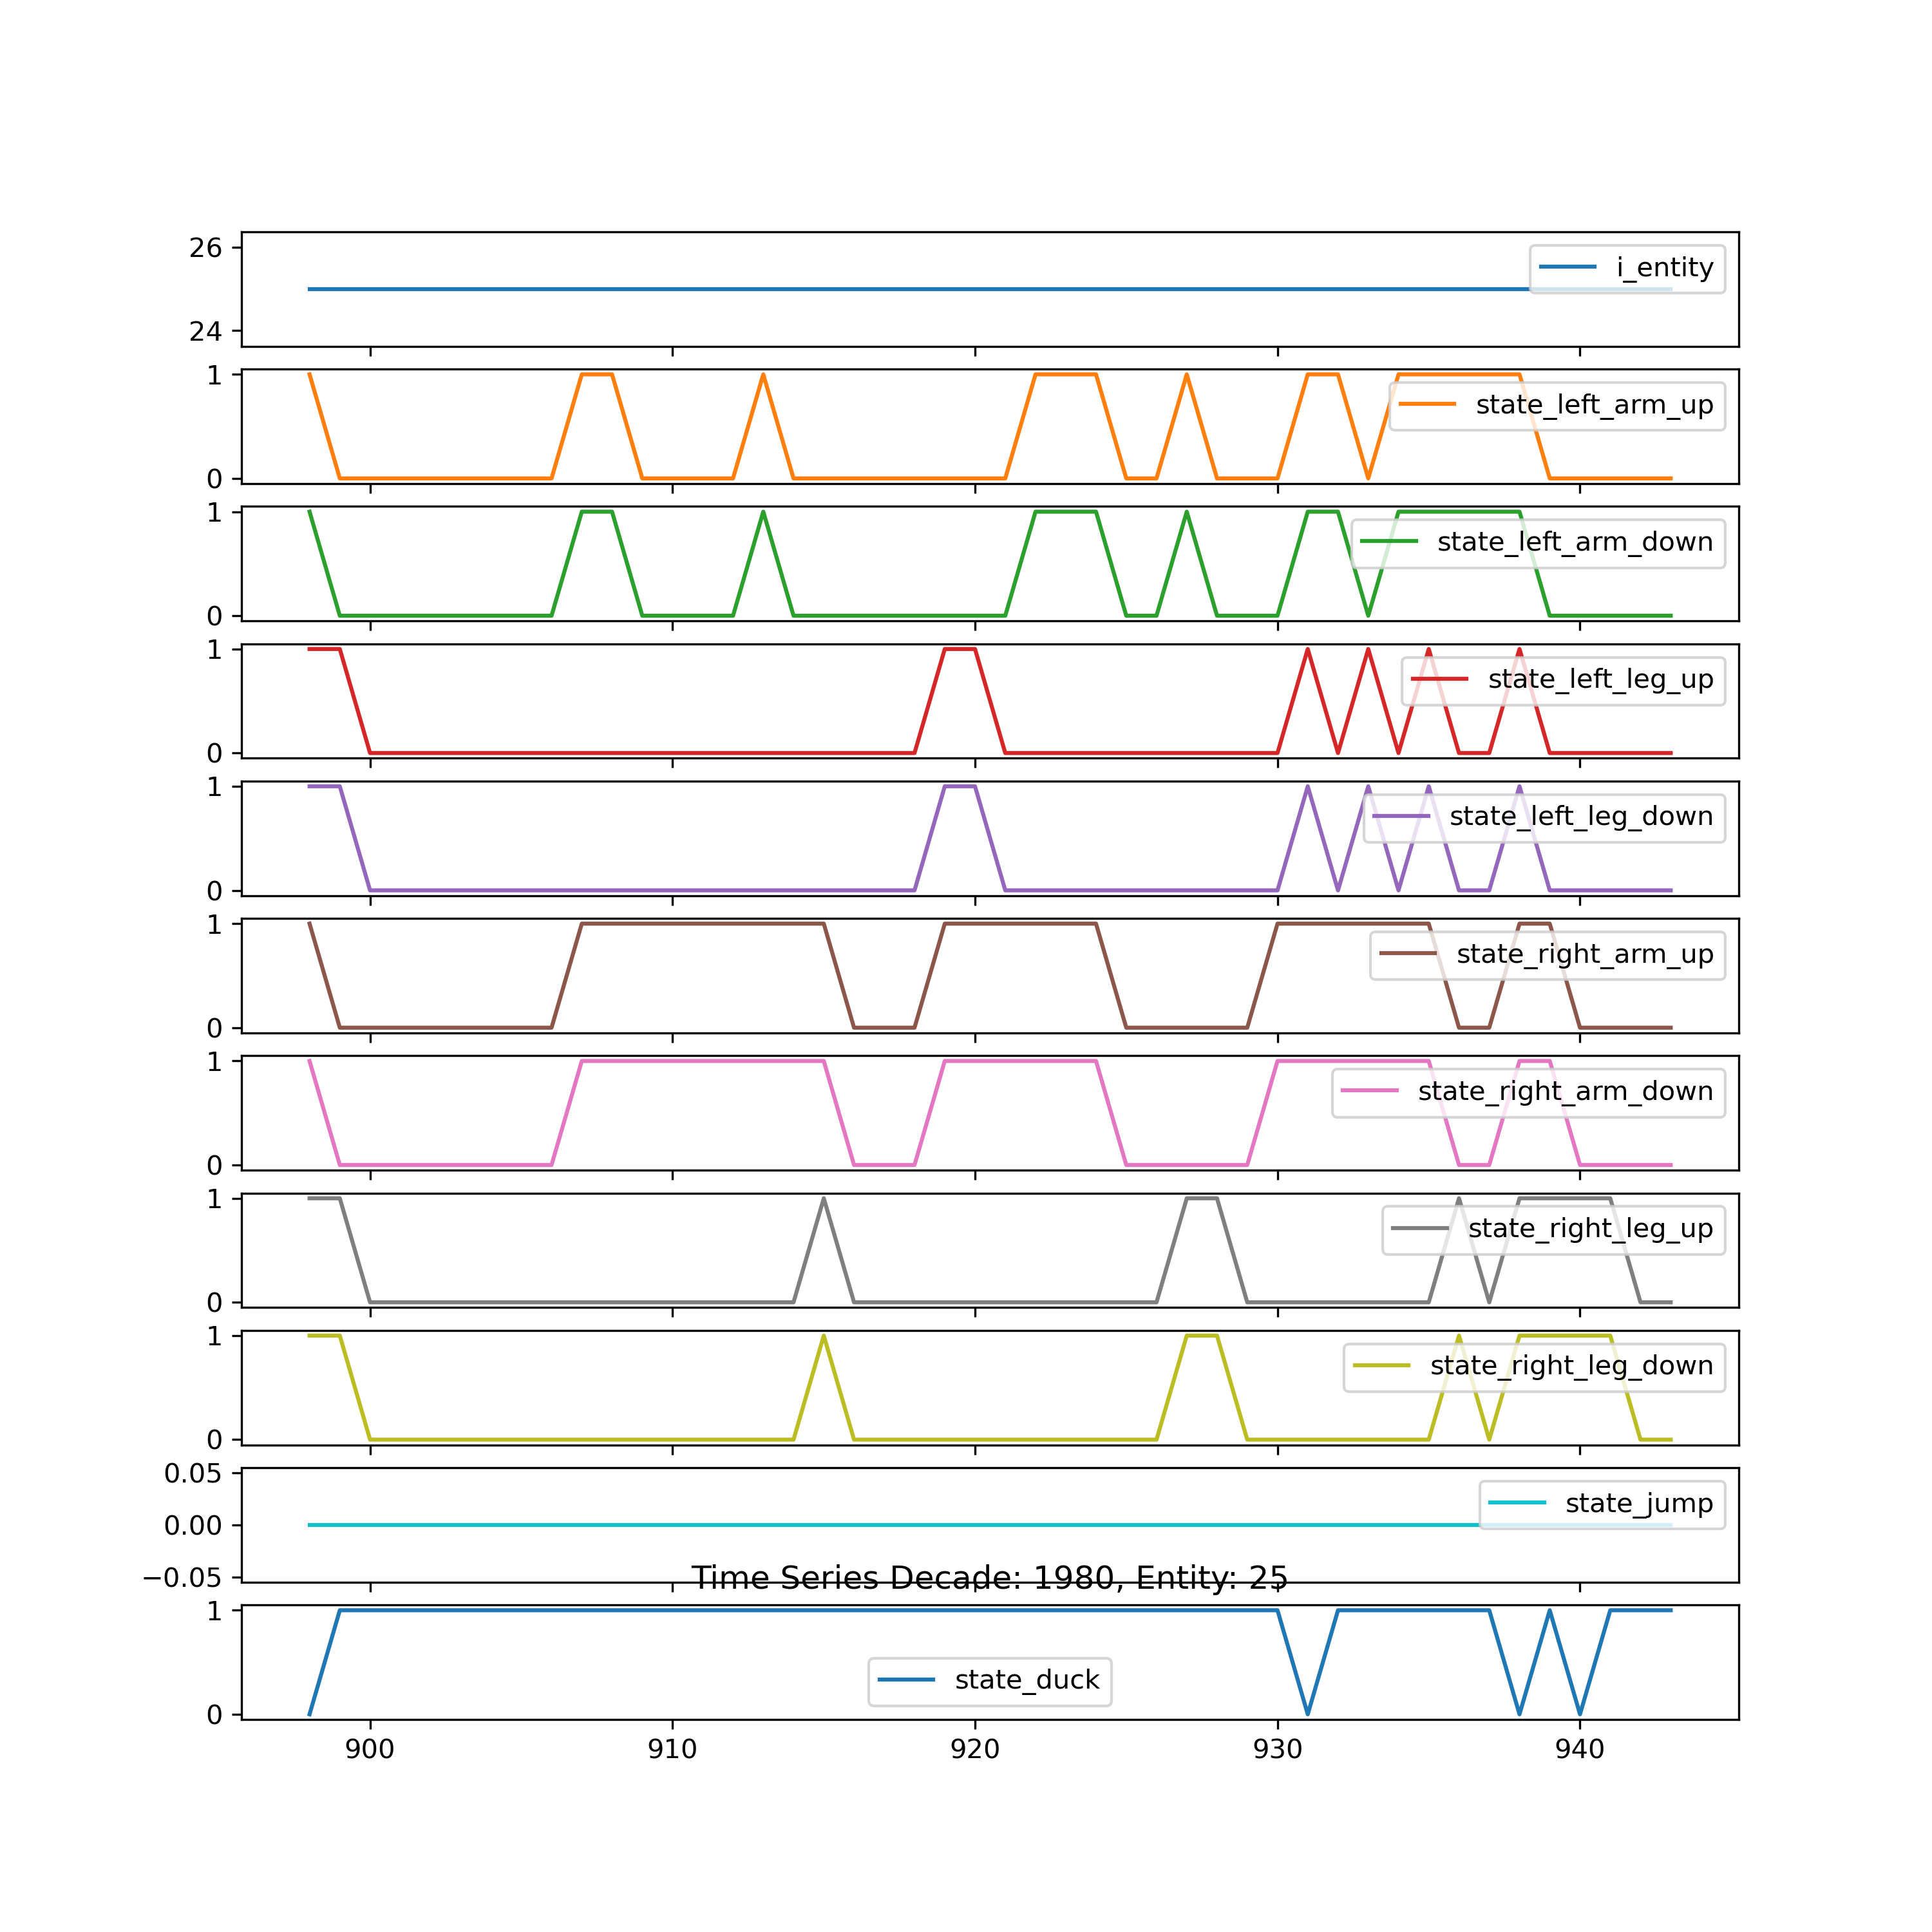 26
24
i_entity
1
0
state_left_arm_up
1
0
state_left_arm_down
1
0
state_left_leg_up
1
0
state_left_leg_down
1
0
state_right_arm_up
1
0
state_right_arm_down
1
0
state_right_leg_up
1
0
state_right_leg_down
0.05
0.00
−0.05
state_jump
Time Series Decade: 1980, Entity: 25
1
0
state_duck
900 910 920 930 940